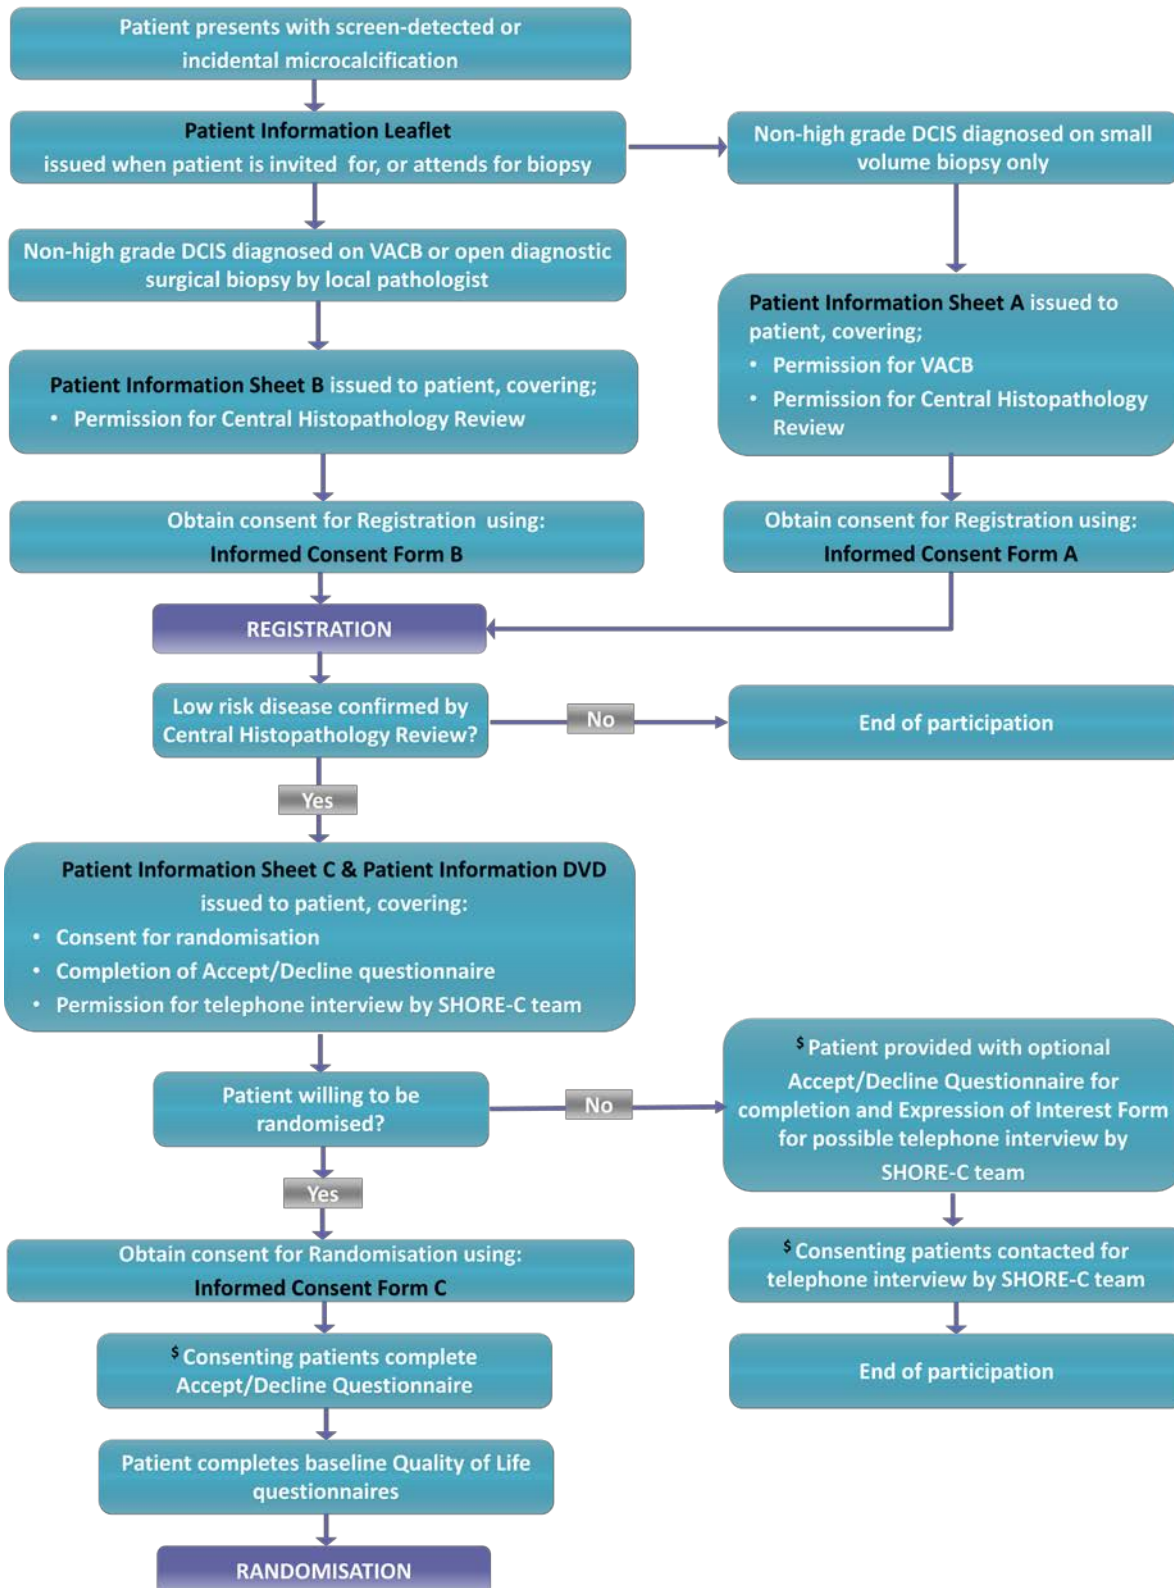 Patient presents with screen-detected or
incidental microcalcification
Patient Information Leaflet
issued when patient is invited for, or attends for biopsy
Non-high grade DCIS diagnosed on small
volume biopsy only
Non-high grade DCIS diagnosed on VACB or open diagnostic
surgical biopsy by local pathologist
Patient Information Sheet A issued to
patient, covering;
• Permission for VACB
• Permission for Central Histopathology
Review
Patient Information Sheet B issued to patient, covering;
• Permission for Central Histopathology Review
Obtain consent for Registration using:
Informed Consent Form B
Obtain consent for Registration using:
Informed Consent Form A
REGISTRATION
Low risk disease confirmed by
Central Histopathology Review?
No
End of participation
Yes
Patient Information Sheet C & Patient Information DVD
issued to patient, covering:
• Consent for randomisation
• Completion of Accept/Decline questionnaire
• Permission for telephone interview by SHORE-C team
Patient willing to be
randomised?
No
$ Patient provided with optional
Accept/Decline Questionnaire for
completion and Expression of Interest Form
for possible telephone interview by
SHORE-C team
Yes
Obtain consent for Randomisation using:
Informed Consent Form C
$ Consenting patients contacted for
telephone interview by SHORE-C team
$ Consenting patients complete
Accept/Decline Questionnaire
End of participation
Patient completes baseline Quality of Life
questionnaires
RANDOMISATION